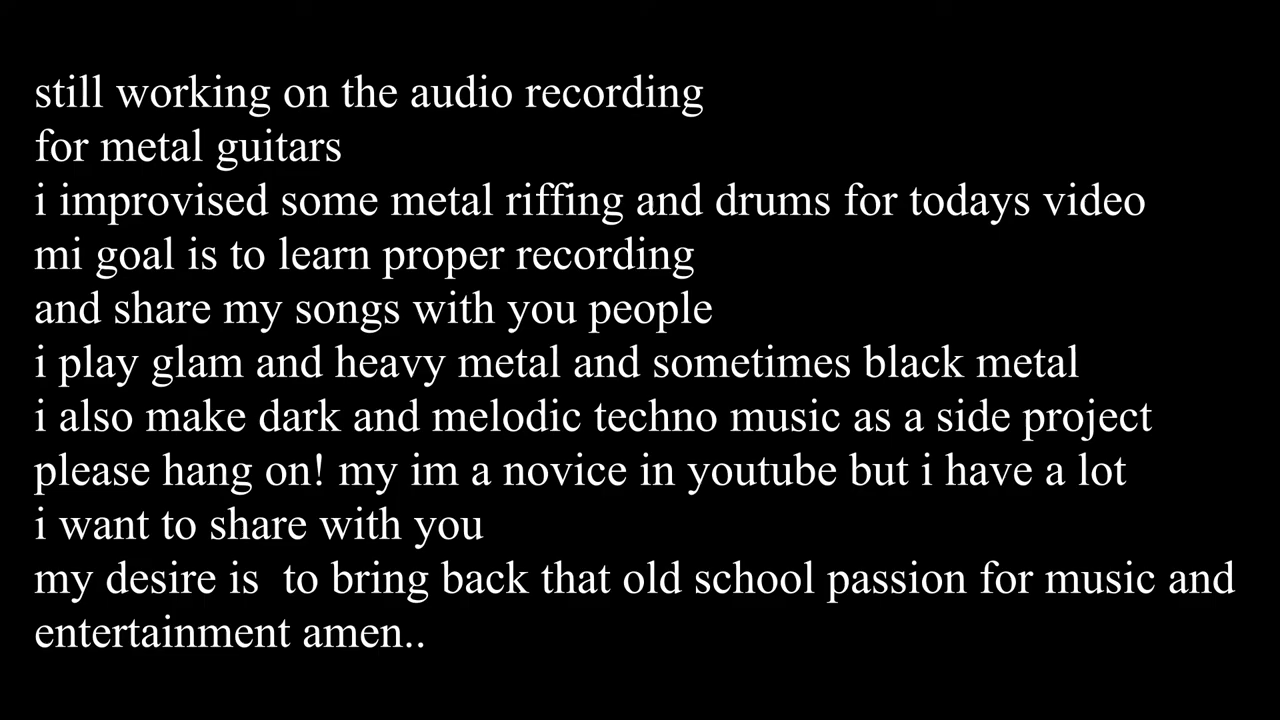 still working on the audio recording
for metal guitars
i improvised some metal riffing and drums for todays video
mi goal is to learn proper recording
and share my songs with you people
i play glam and heavy metal and sometimes black metal
i also make dark and melodic techno music as a side project
please hang on! my im a novice in youtube but i have a lot
i want to share with you
my desire is  to bring back that old school passion for music and
entertainment amen..